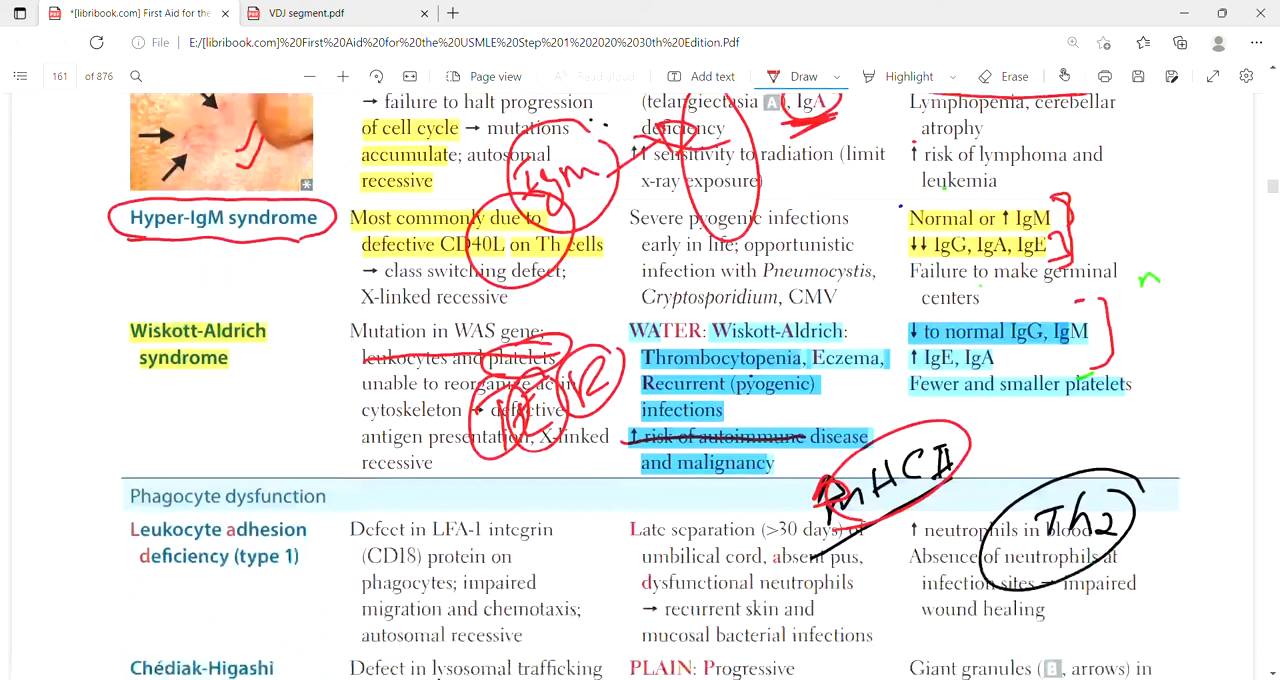 *[libribook.com] First Aid for the
VDJ segment.pdf
File
E:/[libribook.com]%20First%20Aid%20for%20the%20USMLE%20Step%201%202020%2030th%20Edition.Pdf
161 of 876
Page view
Read aloud
Add text
Draw
Highlight
Erase
→ failure to halt progression
of cell cycle → mutations
accumulate; autosomal
recessive
(telangiectasia A), IgA
deficiency
↑↑ sensitivity to radiation (limit
x-ray exposure)
Lymphopenia, cerebellar
atrophy
↑ risk of lymphoma and
leukemia
IgM
Hyper-IgM syndrome
Most commonly due to
defective CD40L on Th cells
→ class switching defect;
X-linked recessive
Severe pyogenic infections
early in life; opportunistic
infection with Pneumocystis,
Cryptosporidium, CMV
Normal or ↑ IgM
↓↓ IgG, IgA, IgE
Failure to make germinal
centers
Wiskott-Aldrich
syndrome
Mutation in WAS gene;
leukocytes and platelets
unable to reorganize actin
cytoskeleton → defective
antigen presentation; X-linked
recessive
WATER: Wiskott-Aldrich:
Thrombocytopenia, Eczema,
Recurrent (pyogenic)
infections
↑ risk of autoimmune disease
and malignancy
↓ to normal IgG, IgM
↑ IgE, IgA
Fewer and smaller platelets
MHC II
Th2
Phagocyte dysfunction
Leukocyte adhesion
deficiency (type 1)
Defect in LFA-1 integrin
(CD18) protein on
phagocytes; impaired
migration and chemotaxis;
autosomal recessive
Late separation (>30 days) of
umbilical cord, absent pus,
dysfunctional neutrophils
→ recurrent skin and
mucosal bacterial infections
↑ neutrophils in blood
Absence of neutrophils at
infection sites → impaired
wound healing
Chédiak-Higashi
Defect in lysosomal trafficking
PLAIN: Progressive
Giant granules (B, arrows) in